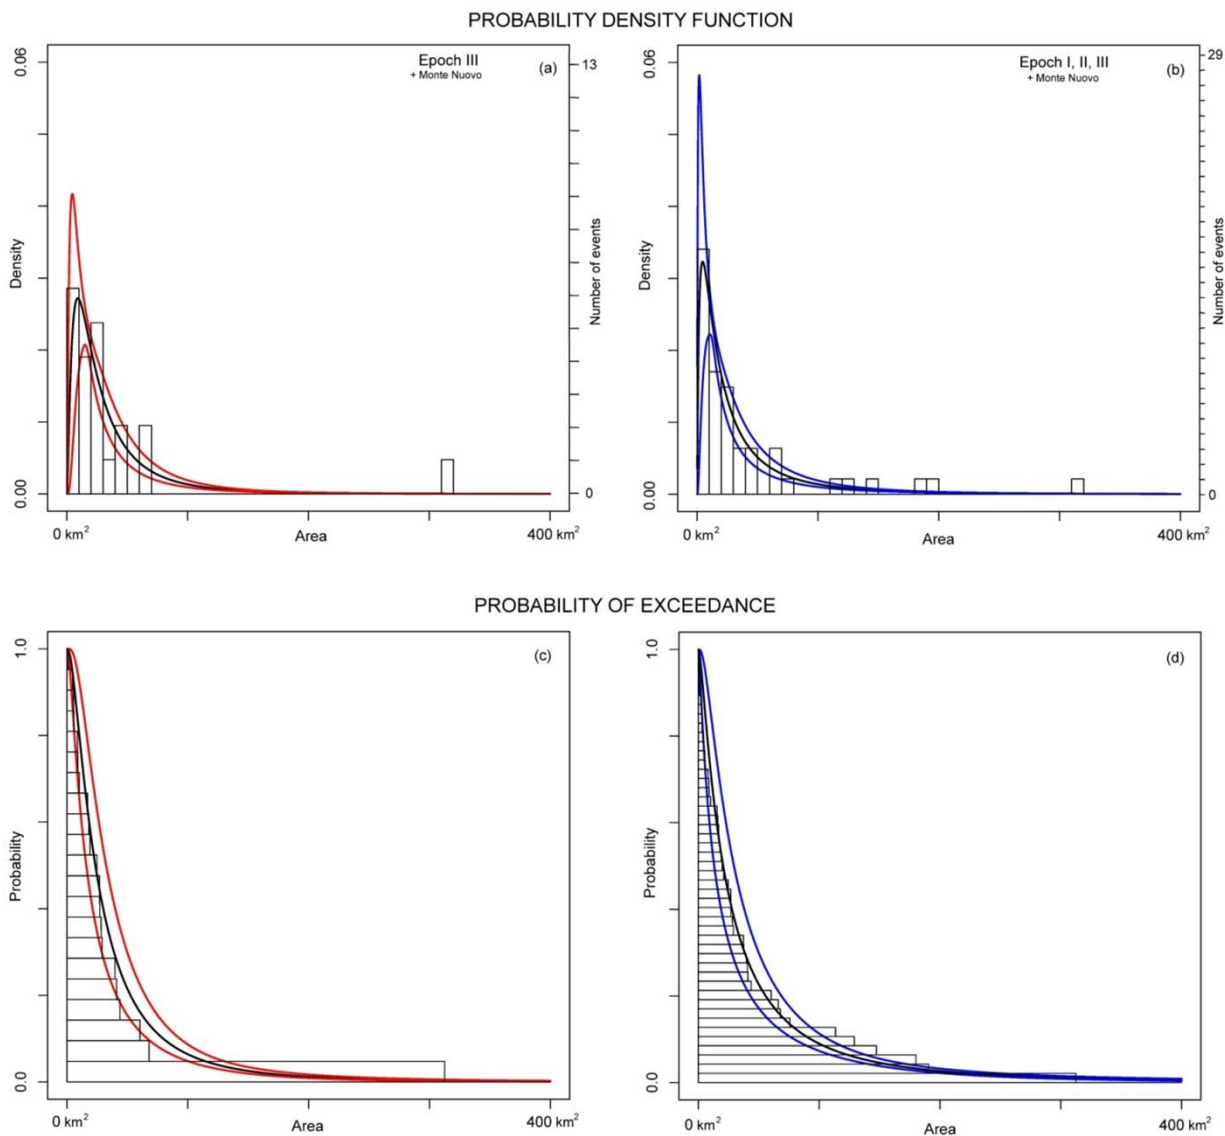 PROBABILITY DENSITY FUNCTION
0.06
Density
0.00
Epoch III
+ Monte Nuovo
(a)
13
Number of events
0
0 km²
Area
400 km²
0.06
Density
0.00
Epoch I, II, III
+ Monte Nuovo
(b)
29
Number of events
0
0 km²
Area
400 km²
PROBABILITY OF EXCEEDANCE
1.0
Probability
0.0
(c)
0 km²
Area
400 km²
1.0
Probability
0.0
(d)
0 km²
Area
400 km²